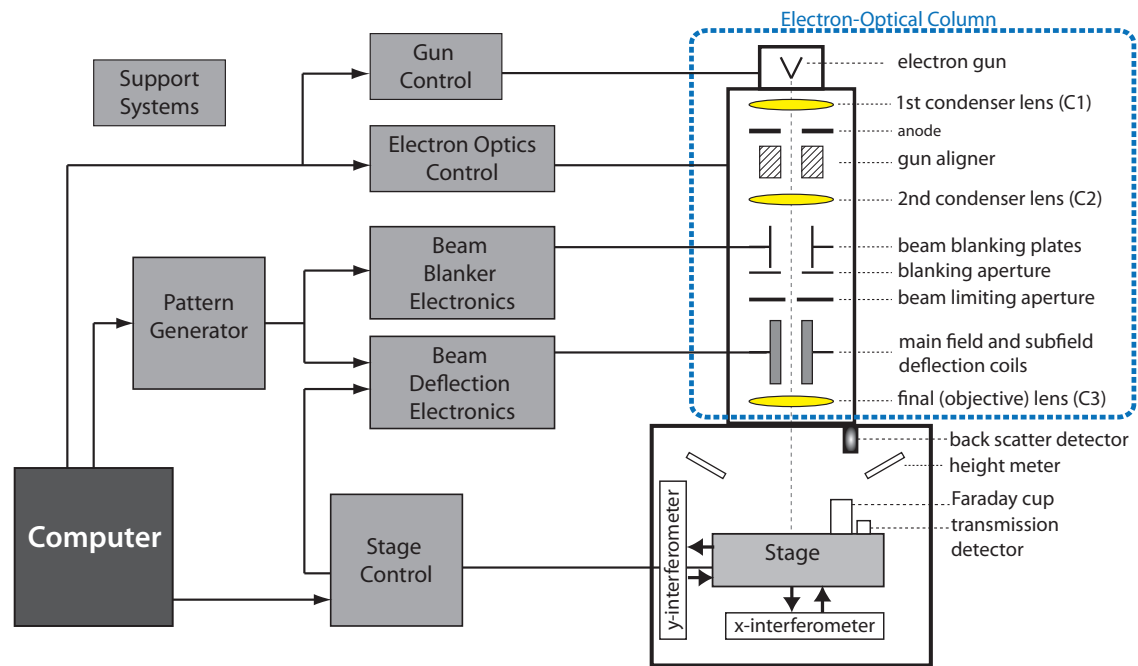 Electron-Optical Column
Support
Systems
Gun
Control
electron gun
1st condenser lens (C1)
anode
Electron Optics
Control
gun aligner
2nd condenser lens (C2)
Beam
Blanker
Electronics
beam blanking plates
blanking aperture
beam limiting aperture
Pattern
Generator
Beam
Deflection
Electronics
main field and subfield
deflection coils
final (objective) lens (C3)
back scatter detector
height meter
Faraday cup
transmission
detector
Computer
Stage
Control
y-interferometer
Stage
x-interferometer